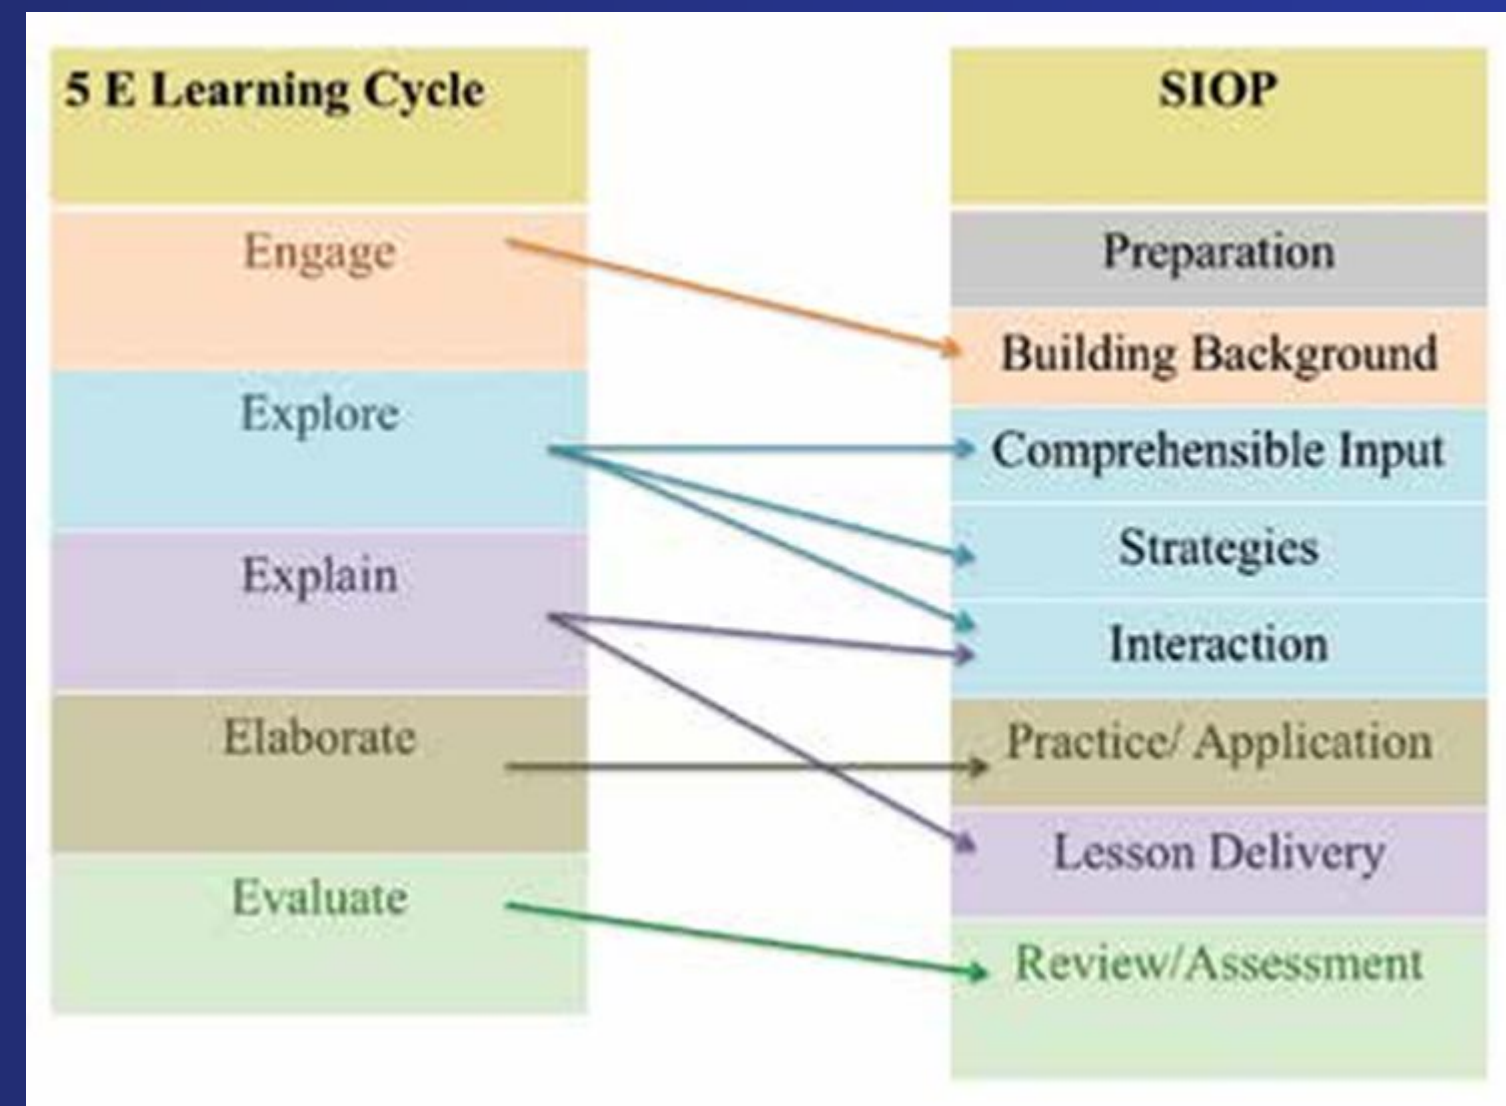 5 E Learning Cycle
Engage
Explore
Explain
Elaborate
Evaluate
SIOP
Preparation
Building Background
Comprehensible Input
Strategies
Interaction
Practice/ Application
Lesson Delivery
Review/Assessment